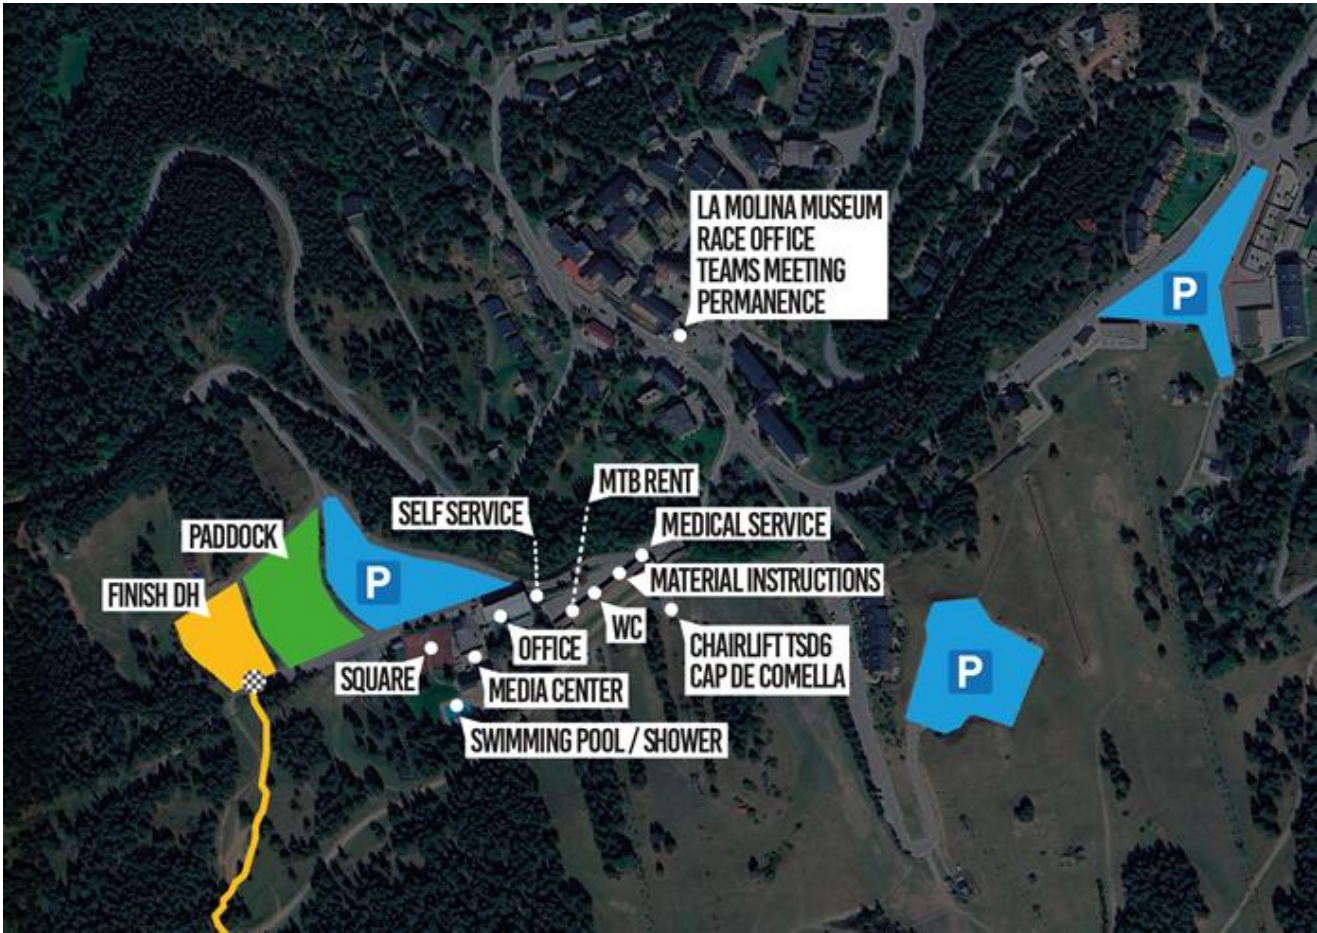 LA MOLINA MUSEUM
RACE OFFICE
TEAMS MEETING
PERMANENCE
P
MTB RENT
SELF SERVICE
MEDICAL SERVICE
PADDOCK
P
MATERIAL INSTRUCTIONS
FINISH DH
WC
OFFICE
CHAIRLIFT TSD6
CAP DE COMELLA
SQUARE
MEDIA CENTER
P
SWIMMING POOL / SHOWER